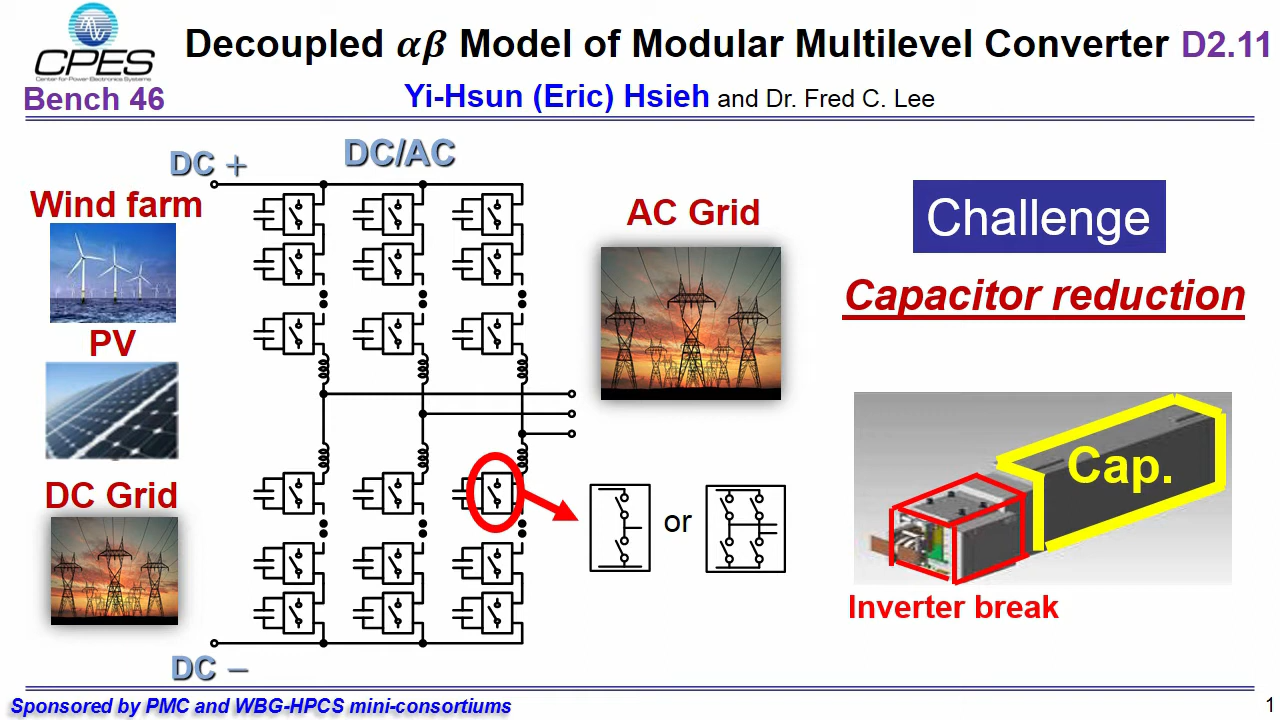 CPES
Center for Power Electronics Systems
Bench 46
Decoupled αβ Model of Modular Multilevel Converter D2.11
Yi-Hsun (Eric) Hsieh and Dr. Fred C. Lee
DC +
DC/AC
Wind farm
PV
DC Grid
DC −
AC Grid
or
Challenge
Capacitor reduction
Cap.
Inverter break
Sponsored by PMC and WBG-HPCS mini-consortiums
1